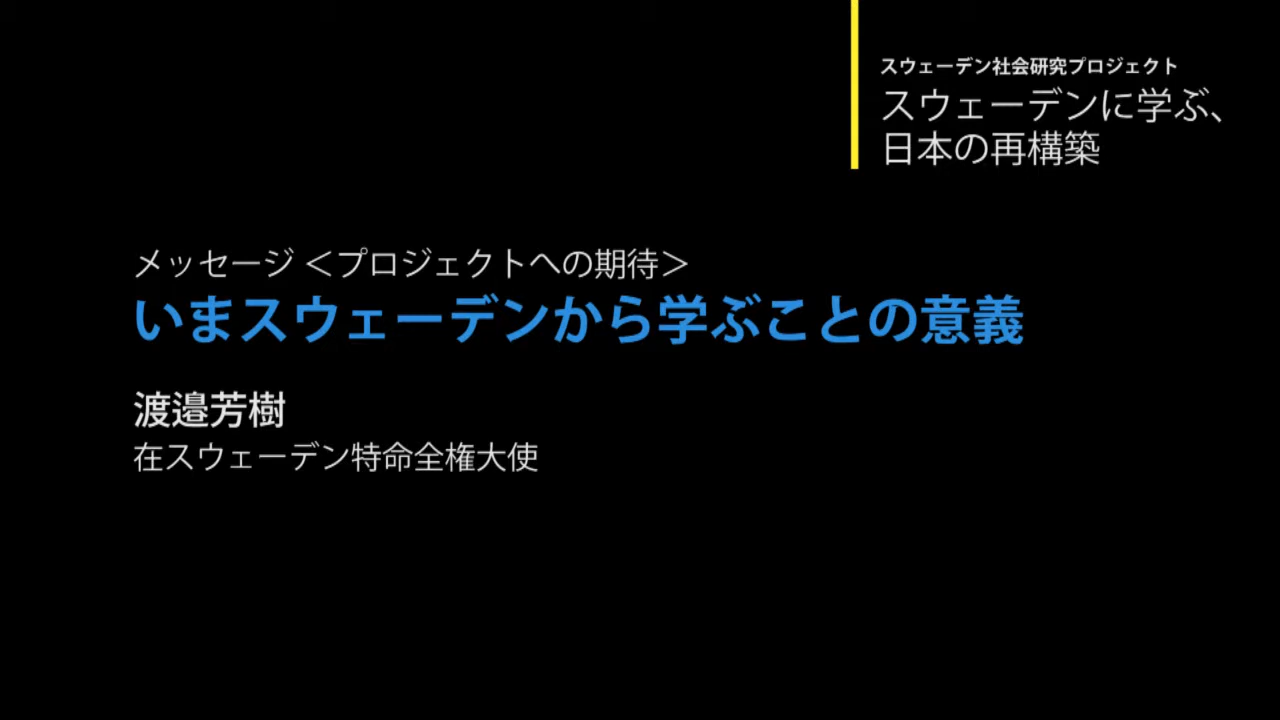 スウェーデン社会研究プロジェクト
スウェーデンに学ぶ、
日本の再構築
メッセージ ＜プロジェクトへの期待＞
いまスウェーデンから学ぶことの意義
渡邉芳樹
在スウェーデン特命全権大使